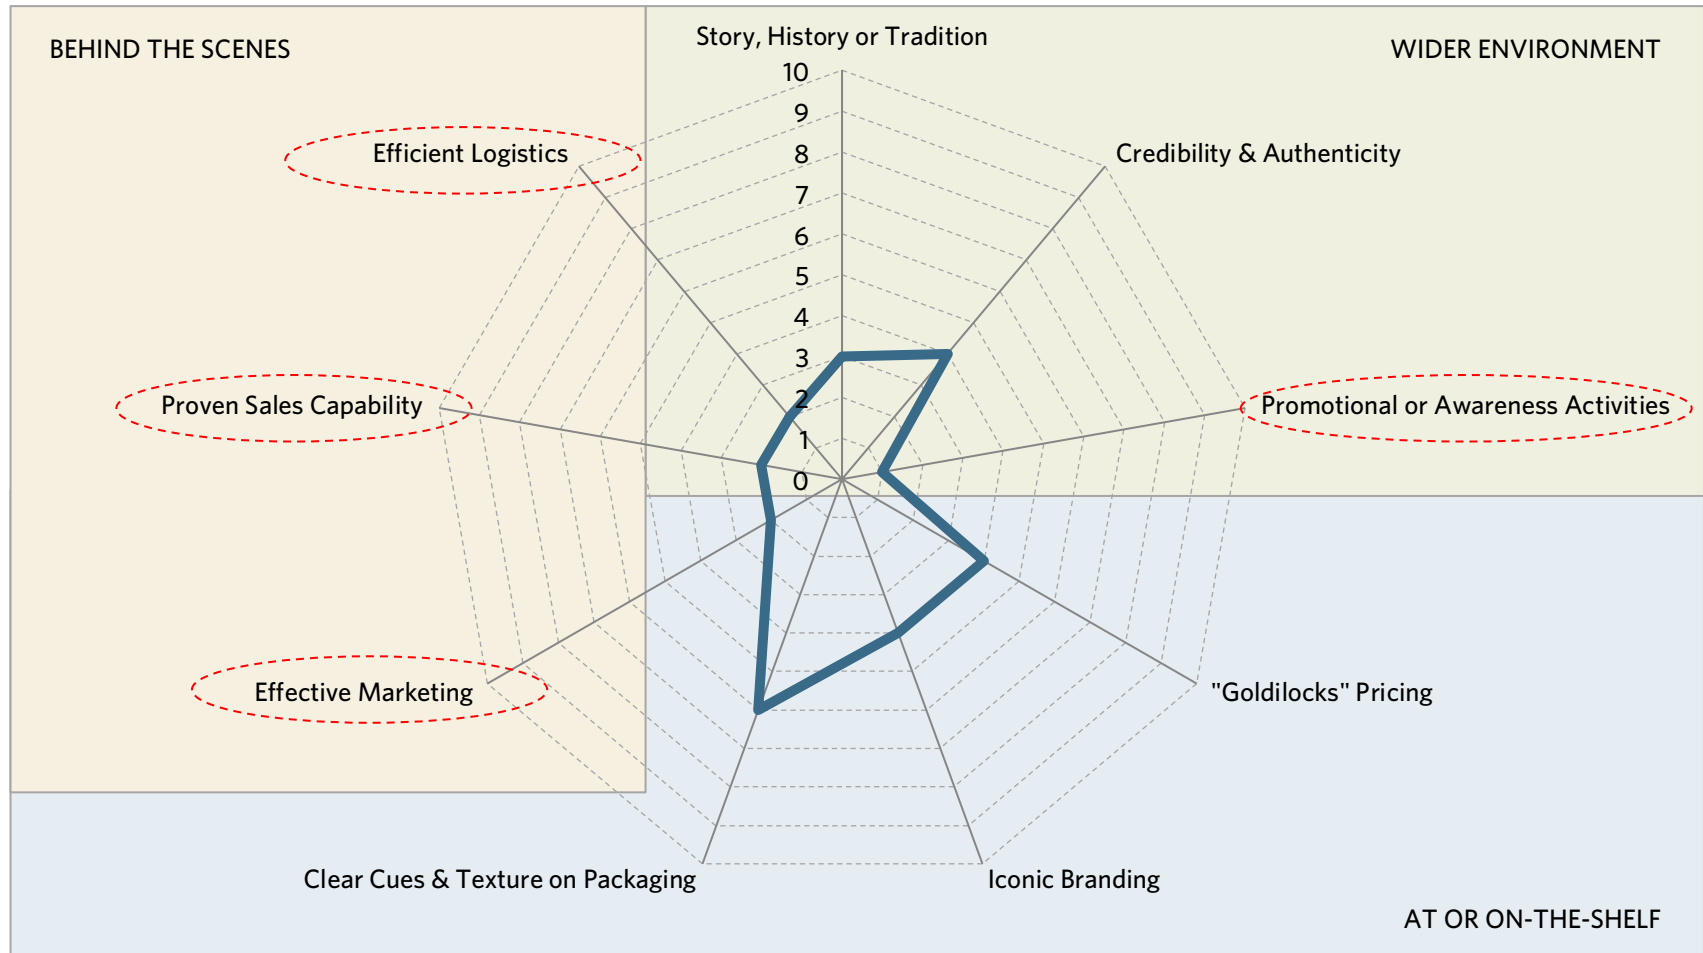 BEHIND THE SCENES
Story, History or Tradition
WIDER ENVIRONMENT
10
9
8
7
6
5
4
3
2
1
0
Efficient Logistics
Credibility & Authenticity
Proven Sales Capability
Promotional or Awareness Activities
Effective Marketing
"Goldilocks" Pricing
Clear Cues & Texture on Packaging
Iconic Branding
AT OR ON-THE-SHELF